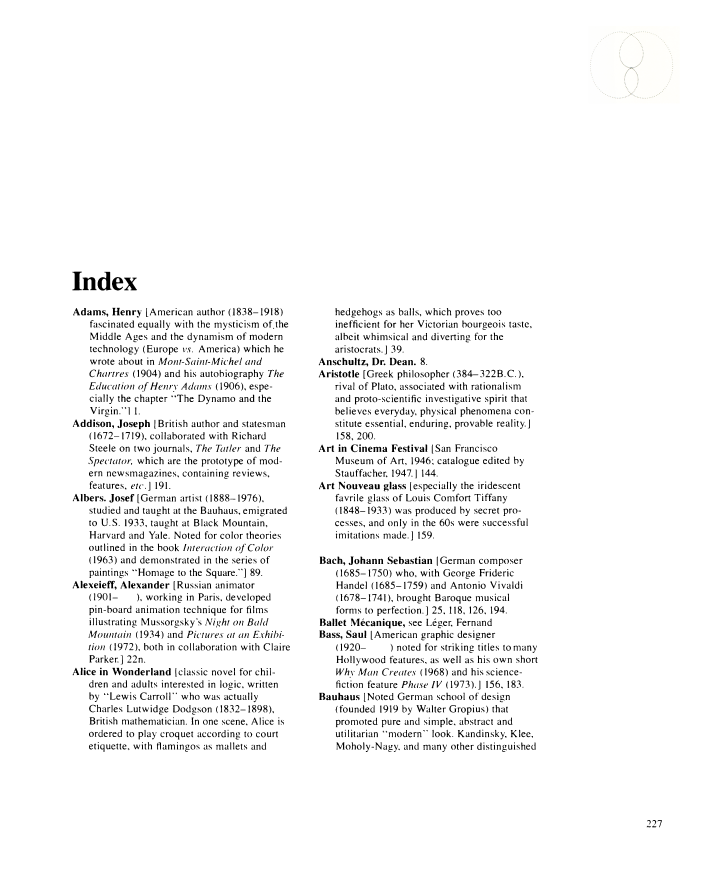 Index
Adams, Henry [American author (1838–1918)
fascinated equally with the mysticism of the
Middle Ages and the dynamism of modern
technology (Europe vs. America) which he
wrote about in Mont-Saint-Michel and
Chartres (1904) and his autobiography The
Education of Henry Adams (1906), espe-
cially the chapter "The Dynamo and the
Virgin."] 1.
Addison, Joseph [British author and statesman
(1672–1719), collaborated with Richard
Steele on two journals, The Tatler and The
Spectator, which are the prototype of mod-
ern newsmagazines, containing reviews,
features, etc.] 191.
Albers. Josef [German artist (1888–1976),
studied and taught at the Bauhaus, emigrated
to U.S. 1933, taught at Black Mountain,
Harvard and Yale. Noted for color theories
outlined in the book Interaction of Color
(1963) and demonstrated in the series of
paintings "Homage to the Square."] 89.
Alexeieff, Alexander [Russian animator
(1901–    ), working in Paris, developed
pin-board animation technique for films
illustrating Mussorgsky's Night on Bald
Mountain (1934) and Pictures at an Exhibi-
tion (1972), both in collaboration with Claire
Parker.] 22n.
Alice in Wonderland [classic novel for chil-
dren and adults interested in logic, written
by "Lewis Carroll" who was actually
Charles Lutwidge Dodgson (1832–1898),
British mathematician. In one scene, Alice is
ordered to play croquet according to court
etiquette, with flamingos as mallets and
hedgehogs as balls, which proves too
inefficient for her Victorian bourgeois taste,
albeit whimsical and diverting for the
aristocrats.] 39.
Anschultz, Dr. Dean. 8.
Aristotle [Greek philosopher (384–322B.C.),
rival of Plato, associated with rationalism
and proto-scientific investigative spirit that
believes everyday, physical phenomena con-
stitute essential, enduring, provable reality.]
158, 200.
Art in Cinema Festival [San Francisco
Museum of Art, 1946; catalogue edited by
Stauffacher, 1947.] 144.
Art Nouveau glass [especially the iridescent
favrile glass of Louis Comfort Tiffany
(1848–1933) was produced by secret pro-
cesses, and only in the 60s were successful
imitations made.] 159.
Bach, Johann Sebastian [German composer
(1685–1750) who, with George Frideric
Handel (1685–1759) and Antonio Vivaldi
(1678–1741), brought Baroque musical
forms to perfection.] 25, 118, 126, 194.
Ballet Mécanique, see Léger, Fernand
Bass, Saul [American graphic designer
(1920–    ) noted for striking titles to many
Hollywood features, as well as his own short
Why Man Creates (1968) and his science-
fiction feature Phase IV (1973).] 156, 183.
Bauhaus [Noted German school of design
(founded 1919 by Walter Gropius) that
promoted pure and simple, abstract and
utilitarian "modern" look. Kandinsky, Klee,
Moholy-Nagy, and many other distinguished
227